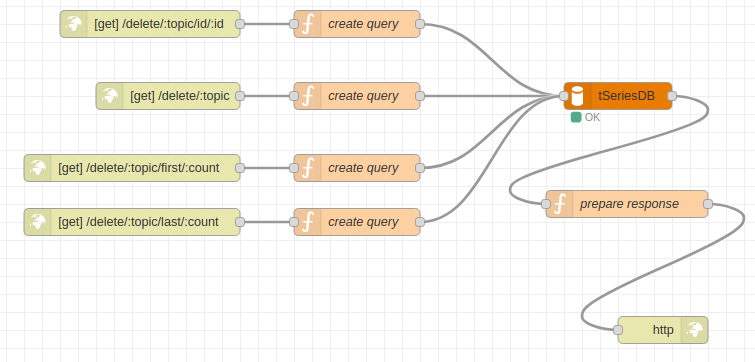 [get] /delete/:topic/id/:id
create query
[get] /delete/:topic
create query
tSeriesDB
OK
[get] /delete/:topic/first/:count
create query
prepare response
[get] /delete/:topic/last/:count
create query
http